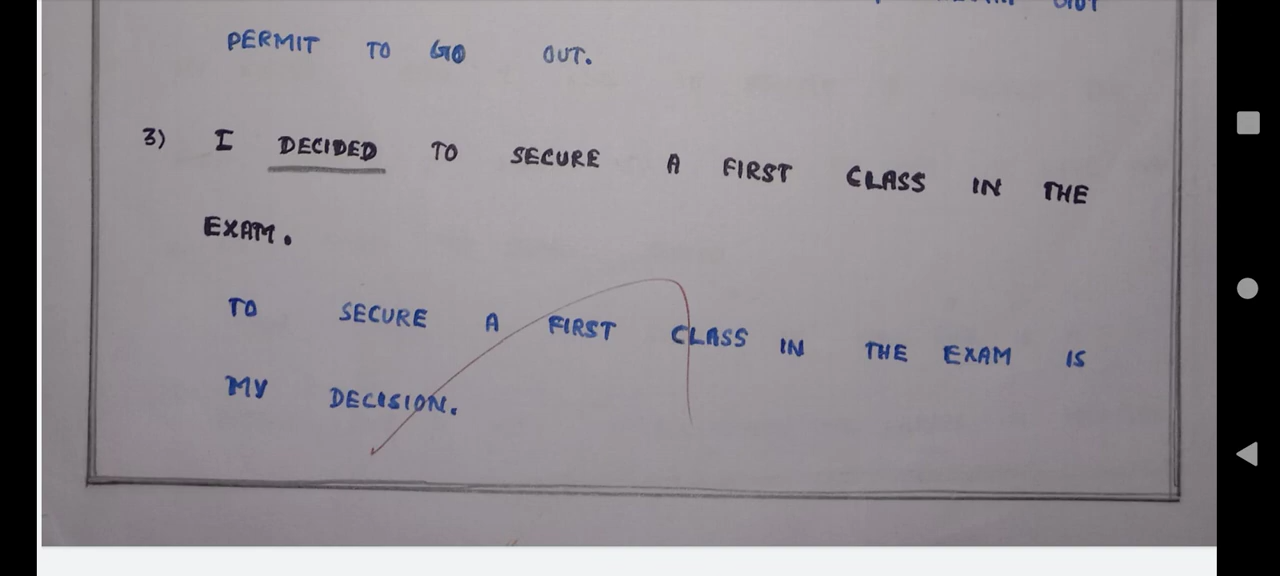 PERMIT TO GO OUT.
3) I DECIDED TO SECURE A FIRST CLASS IN THE
EXAM.
TO SECURE A FIRST CLASS IN THE EXAM IS
MY DECISION.